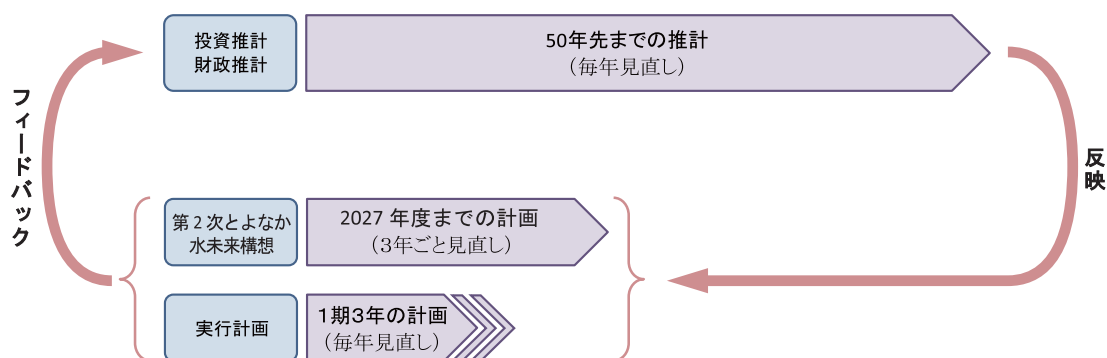 投資推計
財政推計
50年先までの推計
（毎年見直し）
フィードバック
反映
第２次とよなか
水未来構想
2027 年度までの計画
（３年ごと見直し）
実行計画
１期３年の計画
（毎年見直し）